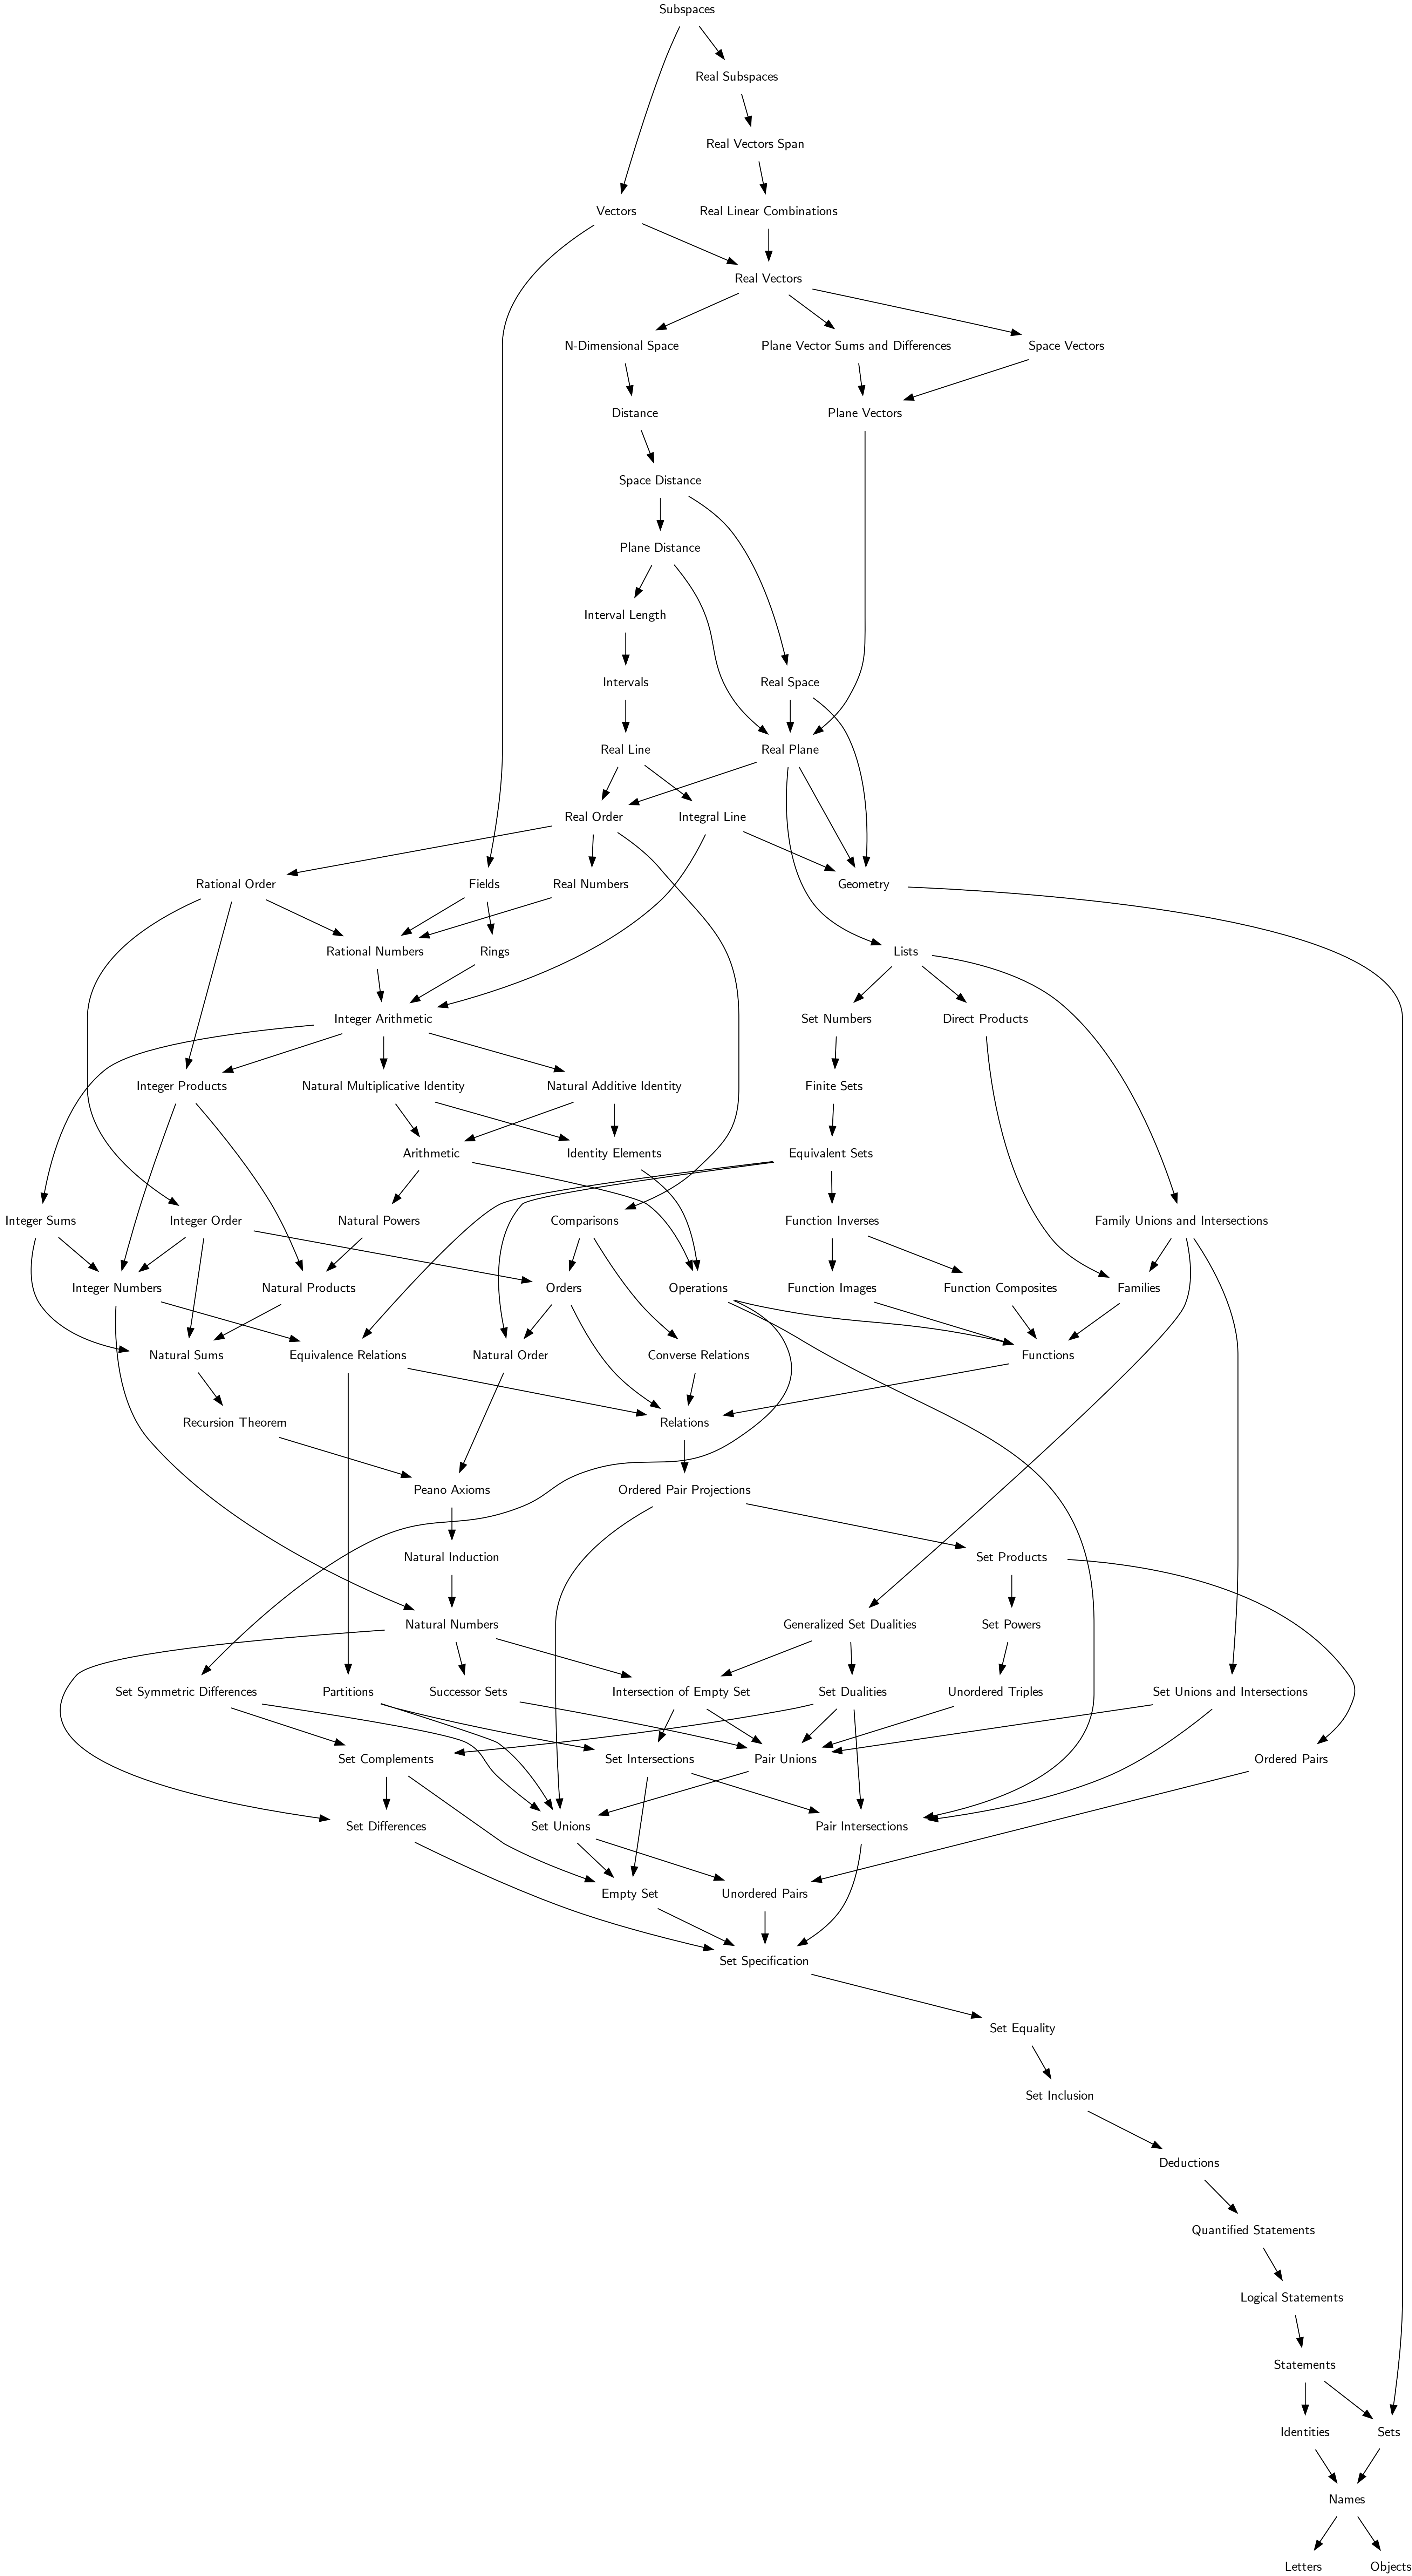 Subspaces
Real Subspaces
Real Vectors Span
Vectors
Real Linear Combinations
Real Vectors
N-Dimensional Space
Plane Vector Sums and Differences
Space Vectors
Distance
Plane Vectors
Space Distance
Plane Distance
Interval Length
Intervals
Real Space
Real Line
Real Plane
Real Order
Integral Line
Rational Order
Fields
Real Numbers
Geometry
Rational Numbers
Rings
Lists
Integer Arithmetic
Set Numbers
Direct Products
Integer Products
Natural Multiplicative Identity
Natural Additive Identity
Finite Sets
Arithmetic
Identity Elements
Equivalent Sets
Integer Sums
Integer Order
Natural Powers
Comparisons
Function Inverses
Family Unions and Intersections
Integer Numbers
Natural Products
Orders
Operations
Function Images
Function Composites
Families
Natural Sums
Equivalence Relations
Natural Order
Converse Relations
Functions
Recursion Theorem
Relations
Peano Axioms
Ordered Pair Projections
Natural Induction
Set Products
Natural Numbers
Generalized Set Dualities
Set Powers
Set Symmetric Differences
Partitions
Successor Sets
Intersection of Empty Set
Set Dualities
Unordered Triples
Set Unions and Intersections
Set Complements
Set Intersections
Pair Unions
Ordered Pairs
Set Differences
Set Unions
Pair Intersections
Empty Set
Unordered Pairs
Set Specification
Set Equality
Set Inclusion
Deductions
Quantified Statements
Logical Statements
Statements
Identities
Sets
Names
Letters
Objects